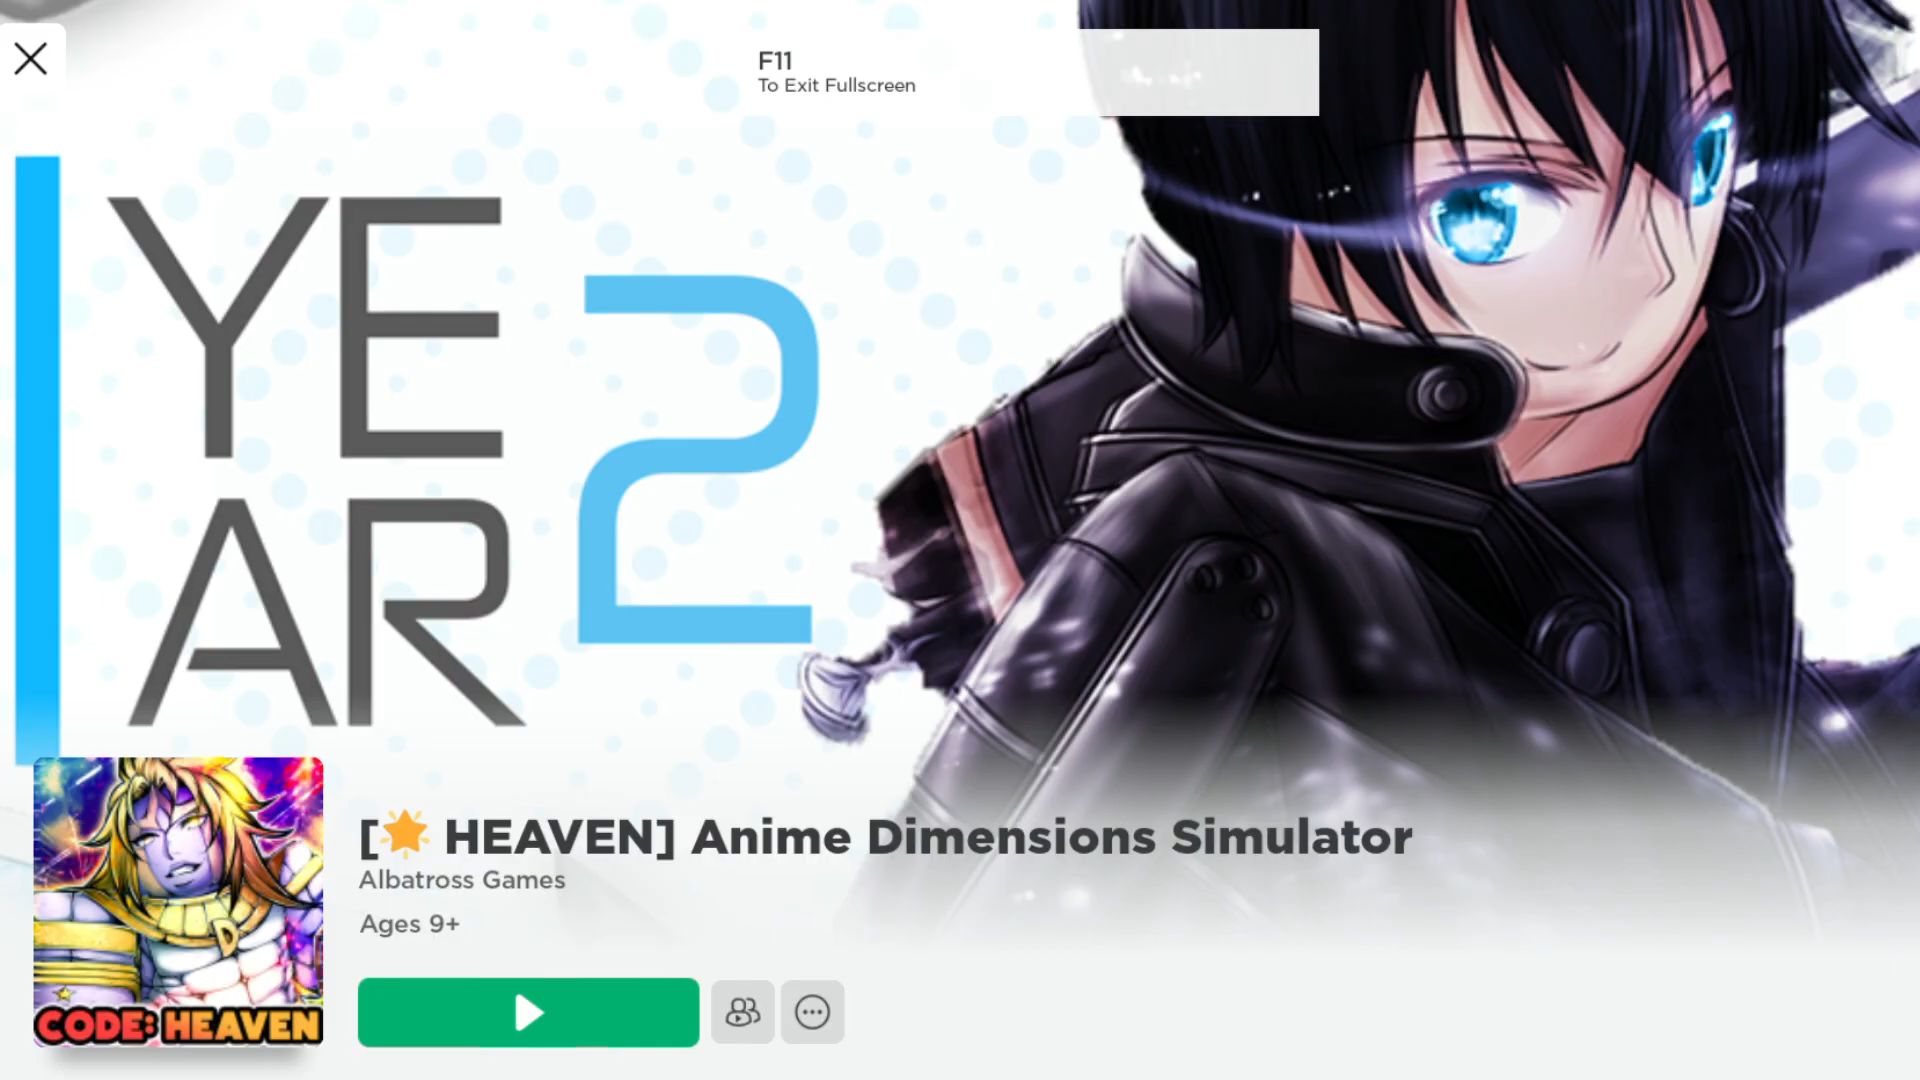 F11
To Exit Fullscreen
YE
AR
2
[🌟 HEAVEN] Anime Dimensions Simulator
Albatross Games
Ages 9+
D
CODE: HEAVEN